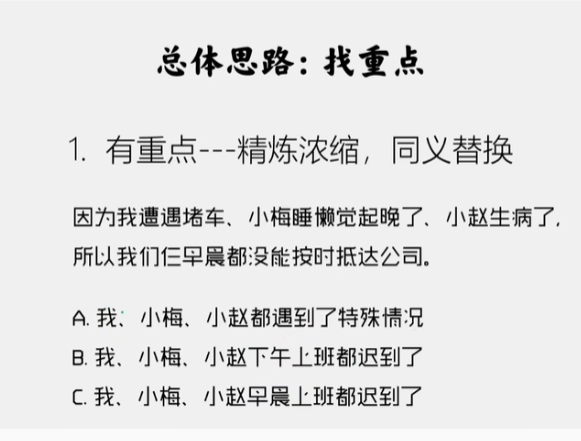 总体思路：找重点
1. 有重点---精炼浓缩，同义替换
因为我遭遇堵车、小梅睡懒觉起晚了、小赵生病了，
所以我们仨早晨都没能按时抵达公司。
A. 我、小梅、小赵都遇到了特殊情况
B. 我、小梅、小赵下午上班都迟到了
C. 我、小梅、小赵早晨上班都迟到了